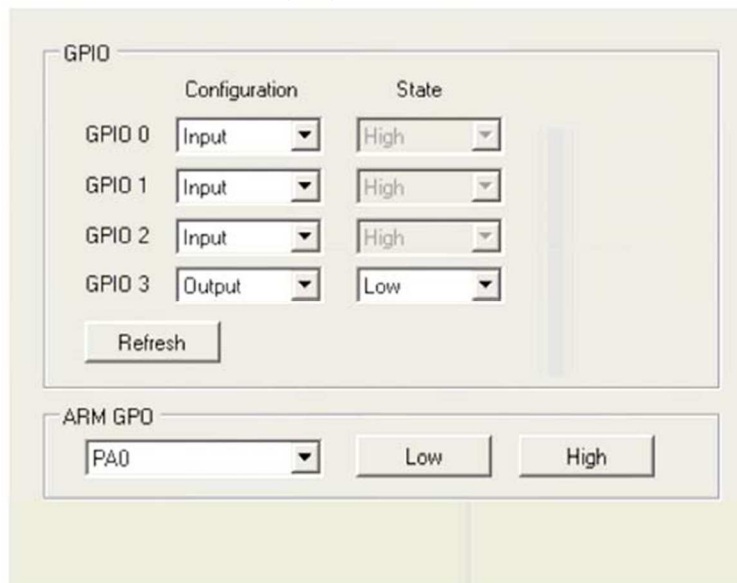 GPIO
Configuration State
GPIO 0 Input High
GPIO 1 Input High
GPIO 2 Input High
GPIO 3 Output Low
Refresh
ARM GPO
PA0 Low High